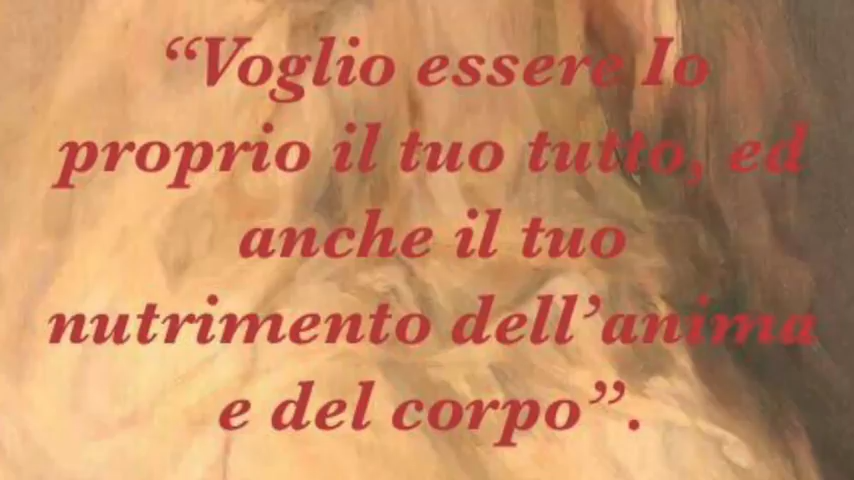 “Voglio essere Io
proprio il tuo tutto, ed
anche il tuo
nutrimento dell’anima
e del corpo”.